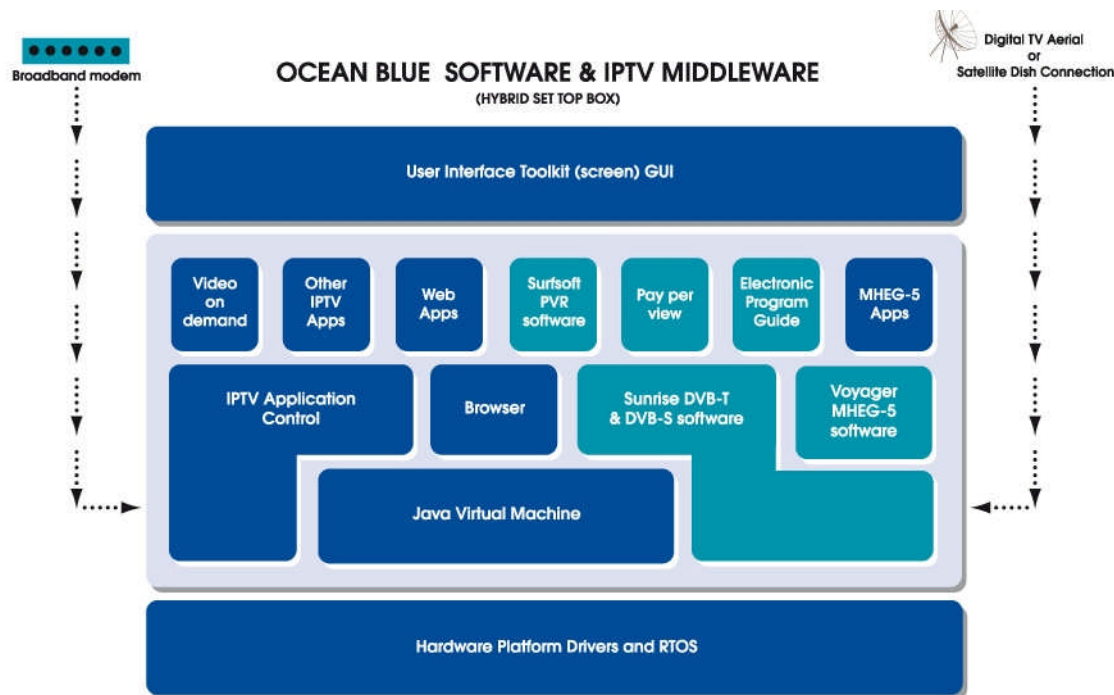 Broadband modem
Digital TV Aerial
or
Satellite Dish Connection
OCEAN BLUE SOFTWARE & IPTV MIDDLEWARE
(HYBRID SET TOP BOX)
User Interface Toolkit (screen) GUI
Video
on
demand
Other
IPTV
Apps
Web
Apps
Surfsoft
PVR
software
Pay per
view
Electronic
Program
Guide
MHEG-5
Apps
IPTV Application
Control
Browser
Sunrise DVB-T
& DVB-S software
Voyager
MHEG-5
software
Java Virtual Machine
Hardware Platform Drivers and RTOS